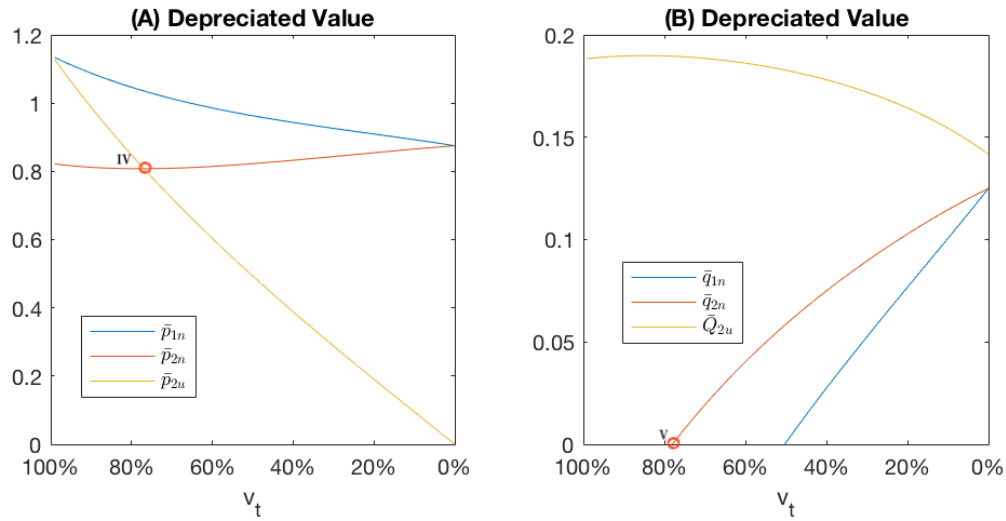 (A) Depreciated Value
1.2
1
0.8
0.6
0.4
0.2
0
IV
p̄₁ₙ
p̄₂ₙ
p̄₂ᵤ
100% 80% 60% 40% 20% 0%
v_t
(B) Depreciated Value
0.2
0.15
0.1
0.05
0
q̄₁ₙ
q̄₂ₙ
Q̄₂ᵤ
V
100% 80% 60% 40% 20% 0%
v_t